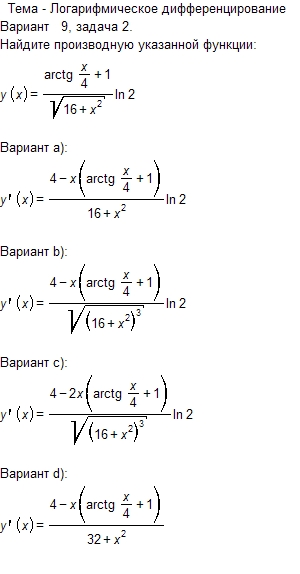 Тема - Логарифмическое дифференцирование
Вариант 9, задача 2.
Найдите производную указанной функции:
y (x) = (arctg x/4 + 1) / √(16 + x²) ln 2
Вариант a):
y' (x) = (4 – x(arctg x/4 + 1)) / (16 + x²) ln 2
Вариант b):
y' (x) = (4 – x(arctg x/4 + 1)) / √((16 + x²)³) ln 2
Вариант c):
y' (x) = (4 – 2x(arctg x/4 + 1)) / √((16 + x²)³) ln 2
Вариант d):
y' (x) = (4 – x(arctg x/4 + 1)) / (32 + x²)